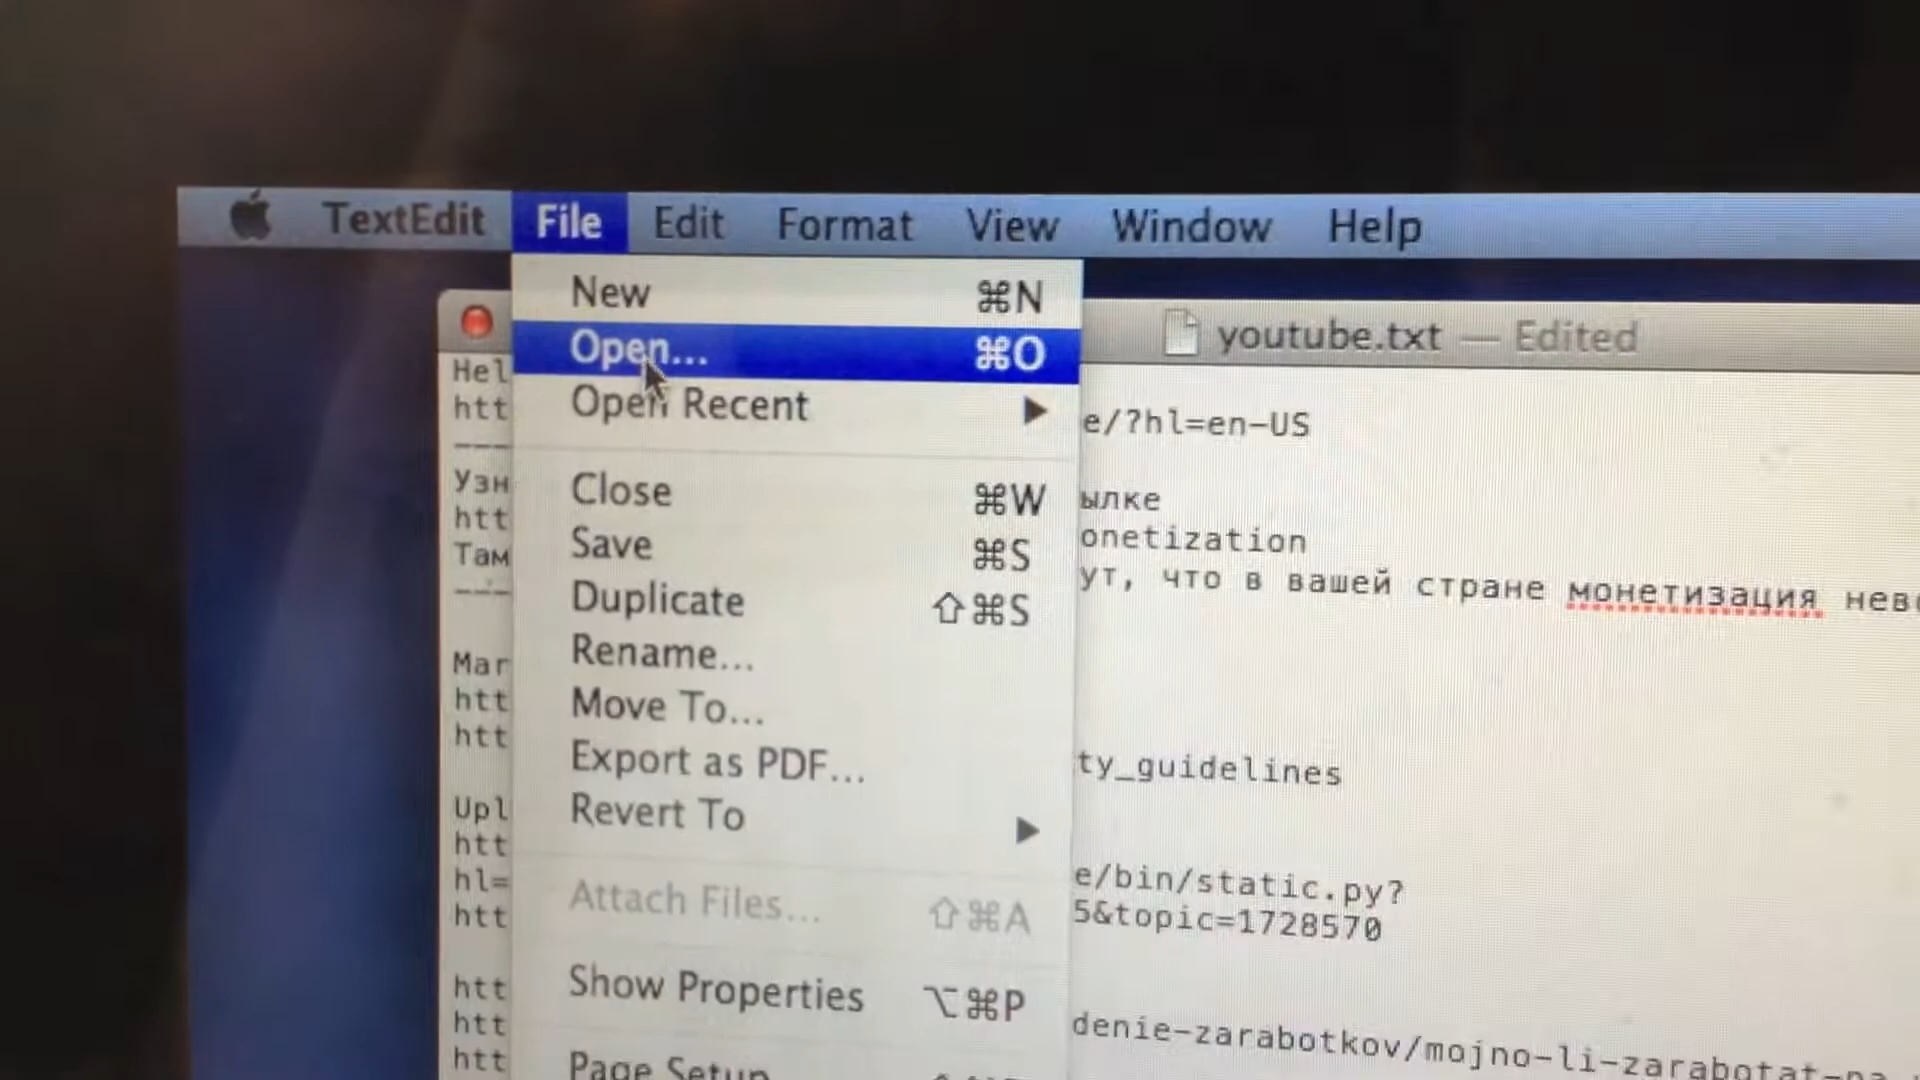 TextEdit File Edit Format View Window Help
New ⌘N
youtube.txt — Edited
Open... ⌘O
Open Recent ▶
Close ⌘W
Save ⌘S
Duplicate ⇧⌘S
Rename...
Move To...
Export as PDF...
Revert To ▶
Attach Files... ⇧⌘A
Show Properties ⌥⌘P
Page Setup
Hel
htt
e/?hl=en-US
---
Узн
ылке
htt
onetization
Там
ут, что в вашей стране монетизация нев
---
Mar
htt
htt
ty_guidelines
Upl
htt
e/bin/static.py?
hl=
5&topic=1728570
htt
htt
htt
denie-zarabotkov/mojno-li-zarabotat-na
htt